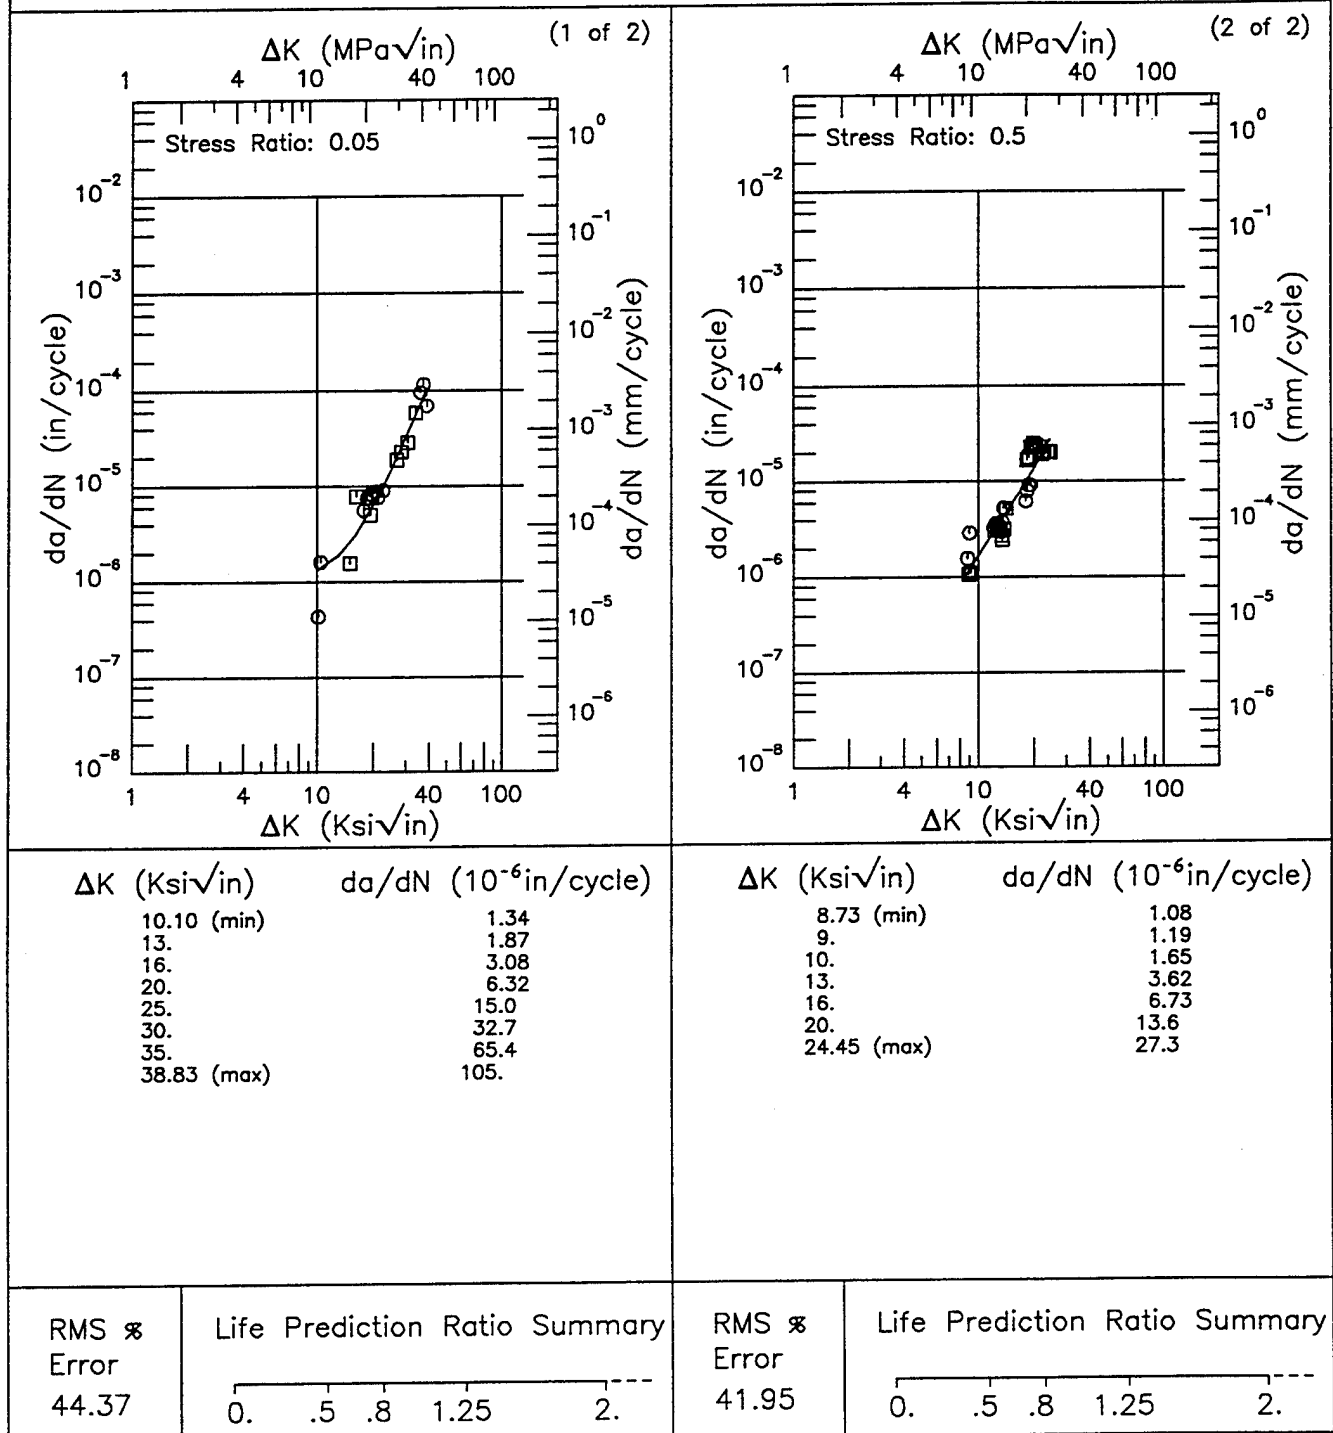 (1 of 2)
ΔK (MPa√in)
1 4 10 40 100
Stress Ratio: 0.05
da/dN (in/cycle)
10⁻²
10⁻³
10⁻⁴
10⁻⁵
10⁻⁶
10⁻⁷
10⁻⁸
da/dN (mm/cycle)
10⁰
10⁻¹
10⁻²
10⁻³
10⁻⁴
10⁻⁵
10⁻⁶
1 4 10 40 100
ΔK (Ksi√in)
ΔK (Ksi√in) da/dN (10⁻⁶in/cycle)
10.10 (min) 1.34
13. 1.87
16. 3.08
20. 6.32
25. 15.0
30. 32.7
35. 65.4
38.83 (max) 105.
RMS %
Error
44.37
Life Prediction Ratio Summary
0. .5 .8 1.25 2.
(2 of 2)
ΔK (MPa√in)
1 4 10 40 100
Stress Ratio: 0.5
da/dN (in/cycle)
10⁻²
10⁻³
10⁻⁴
10⁻⁵
10⁻⁶
10⁻⁷
10⁻⁸
da/dN (mm/cycle)
10⁰
10⁻¹
10⁻²
10⁻³
10⁻⁴
10⁻⁵
10⁻⁶
1 4 10 40 100
ΔK (Ksi√in)
ΔK (Ksi√in) da/dN (10⁻⁶in/cycle)
8.73 (min) 1.08
9. 1.19
10. 1.65
13. 3.62
16. 6.73
20. 13.6
24.45 (max) 27.3
RMS %
Error
41.95
Life Prediction Ratio Summary
0. .5 .8 1.25 2.